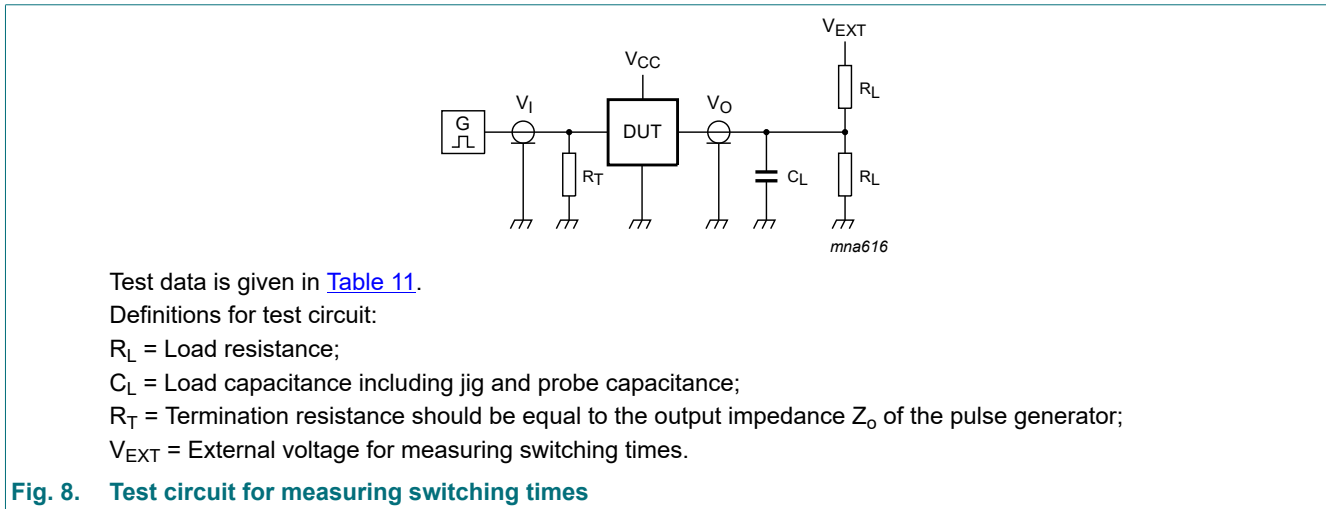 VEXT
RL
VCC
VI
VO
G
DUT
RT
CL
RL
mna616
Test data is given in Table 11.
Definitions for test circuit:
RL = Load resistance;
CL = Load capacitance including jig and probe capacitance;
RT = Termination resistance should be equal to the output impedance Zo of the pulse generator;
VEXT = External voltage for measuring switching times.
Fig. 8. Test circuit for measuring switching times